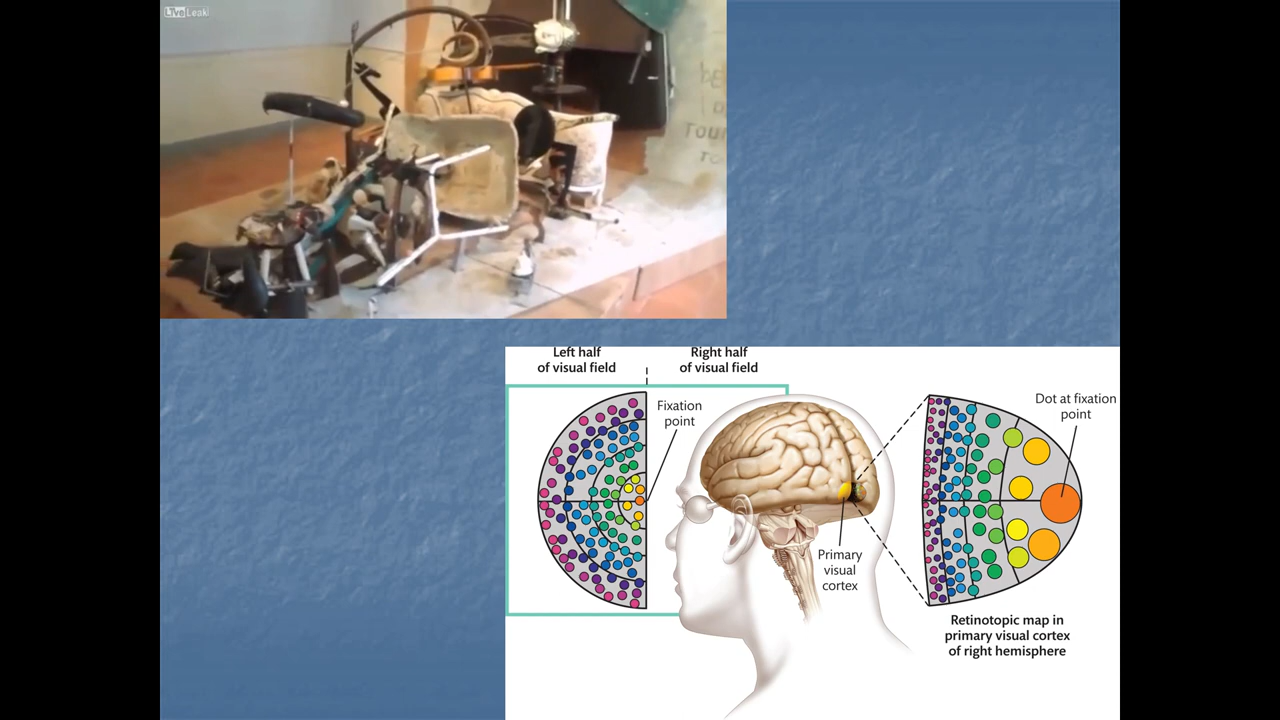 LiveLeak
Left half
of visual field
Right half
of visual field
Fixation
point
Dot at fixation
point
Primary
visual
cortex
Retinotopic map in
primary visual cortex
of right hemisphere